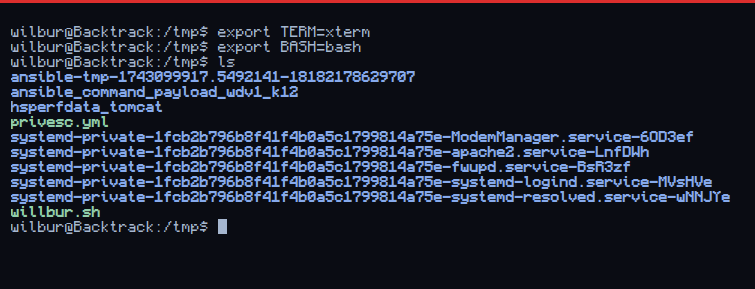 wilbur@Backtrack:/tmp$ export TERM=xterm
wilbur@Backtrack:/tmp$ export BASH=bash
wilbur@Backtrack:/tmp$ ls
ansible-tmp-1743099917.5492141-18182178629707
ansible_command_payload_wdv1_k12
hsperfdata_tomcat
privesc.yml
systemd-private-1fcb2b796b8f41f4b0a5c1799814a75e-ModemManager.service-6OD3ef
systemd-private-1fcb2b796b8f41f4b0a5c1799814a75e-apache2.service-LnfDWh
systemd-private-1fcb2b796b8f41f4b0a5c1799814a75e-fwupd.service-BsR3zf
systemd-private-1fcb2b796b8f41f4b0a5c1799814a75e-systemd-logind.service-MVsHVe
systemd-private-1fcb2b796b8f41f4b0a5c1799814a75e-systemd-resolved.service-wNNJYe
willbur.sh
wilbur@Backtrack:/tmp$